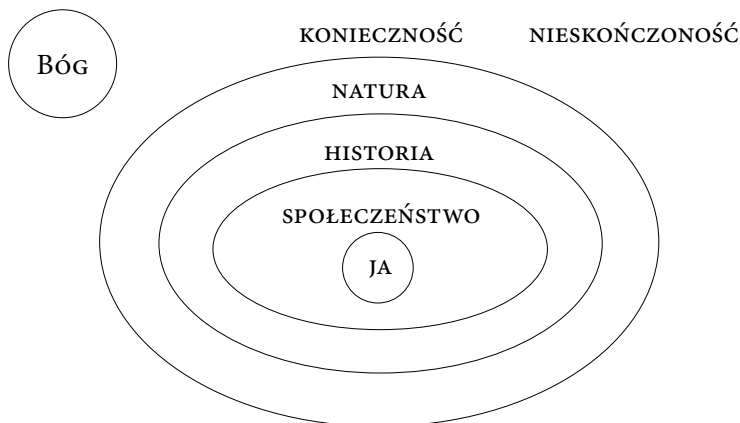 KONIECZNOŚĆ NIESKOŃCZONOŚĆ
Bóg
NATURA
HISTORIA
SPOŁECZEŃSTWO
JA